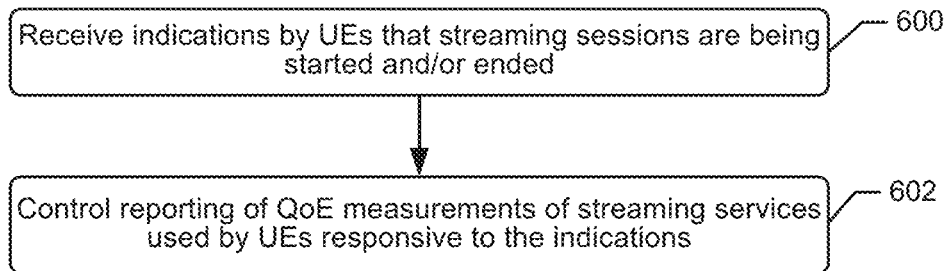 Receive indications by UEs that streaming sessions are being
started and/or ended
600
Control reporting of QoE measurements of streaming services
used by UEs responsive to the indications
602